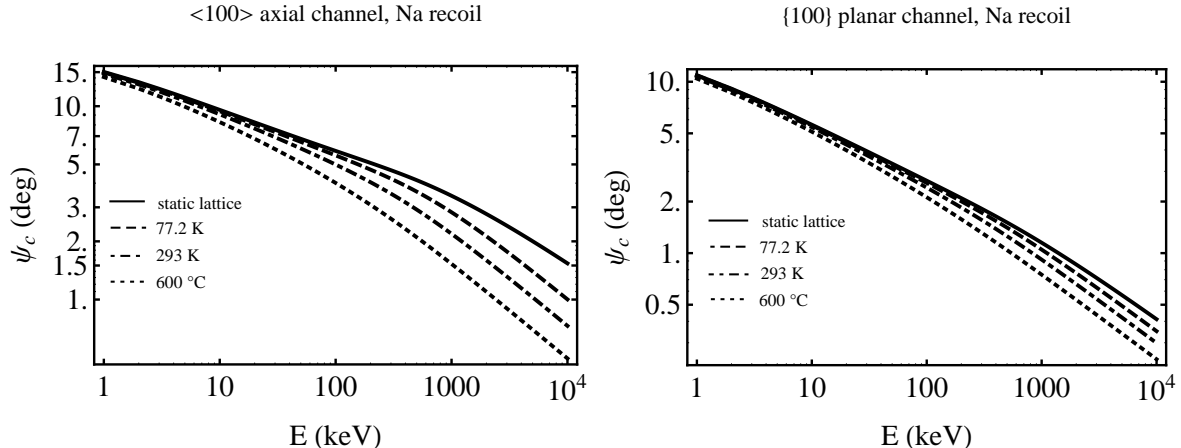 <100> axial channel, Na recoil
15.
10.
7.
5.
3.
2.
1.5
1.
ψc (deg)
static lattice
77.2 K
293 K
600 °C
1 10 100 1000 10^4
E (keV)
{100} planar channel, Na recoil
10.
5.
2.
1.
0.5
ψc (deg)
static lattice
77.2 K
293 K
600 °C
1 10 100 1000 10^4
E (keV)